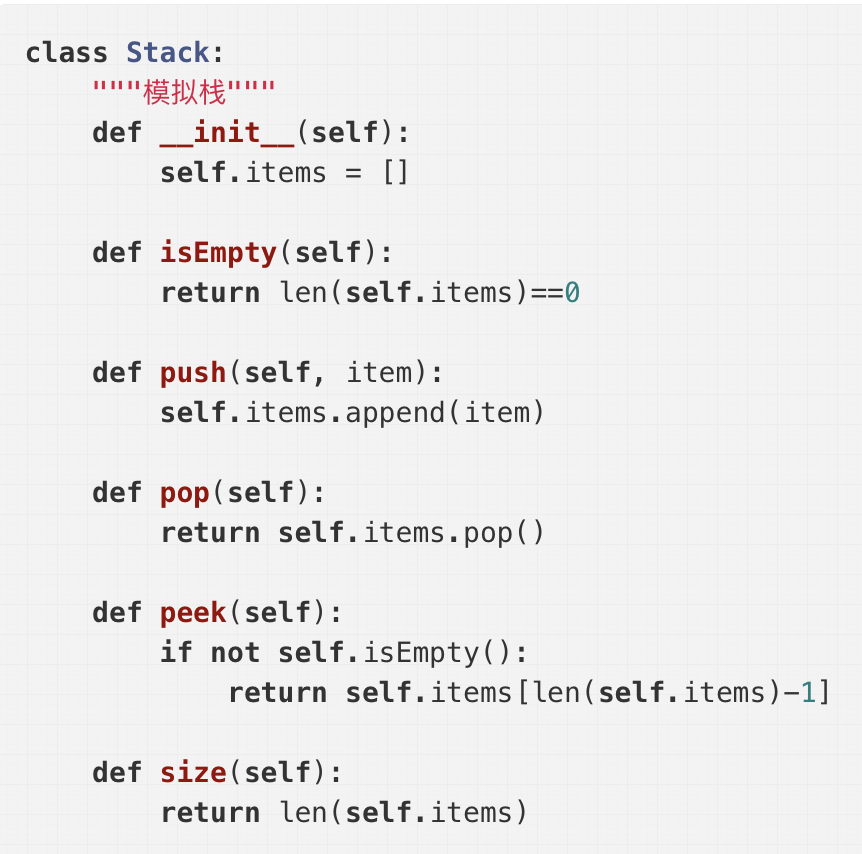 class Stack:
    """模拟栈"""
    def __init__(self):
        self.items = []
    def isEmpty(self):
        return len(self.items)==0
    def push(self, item):
        self.items.append(item)
    def pop(self):
        return self.items.pop()
    def peek(self):
        if not self.isEmpty():
            return self.items[len(self.items)-1]
    def size(self):
        return len(self.items)